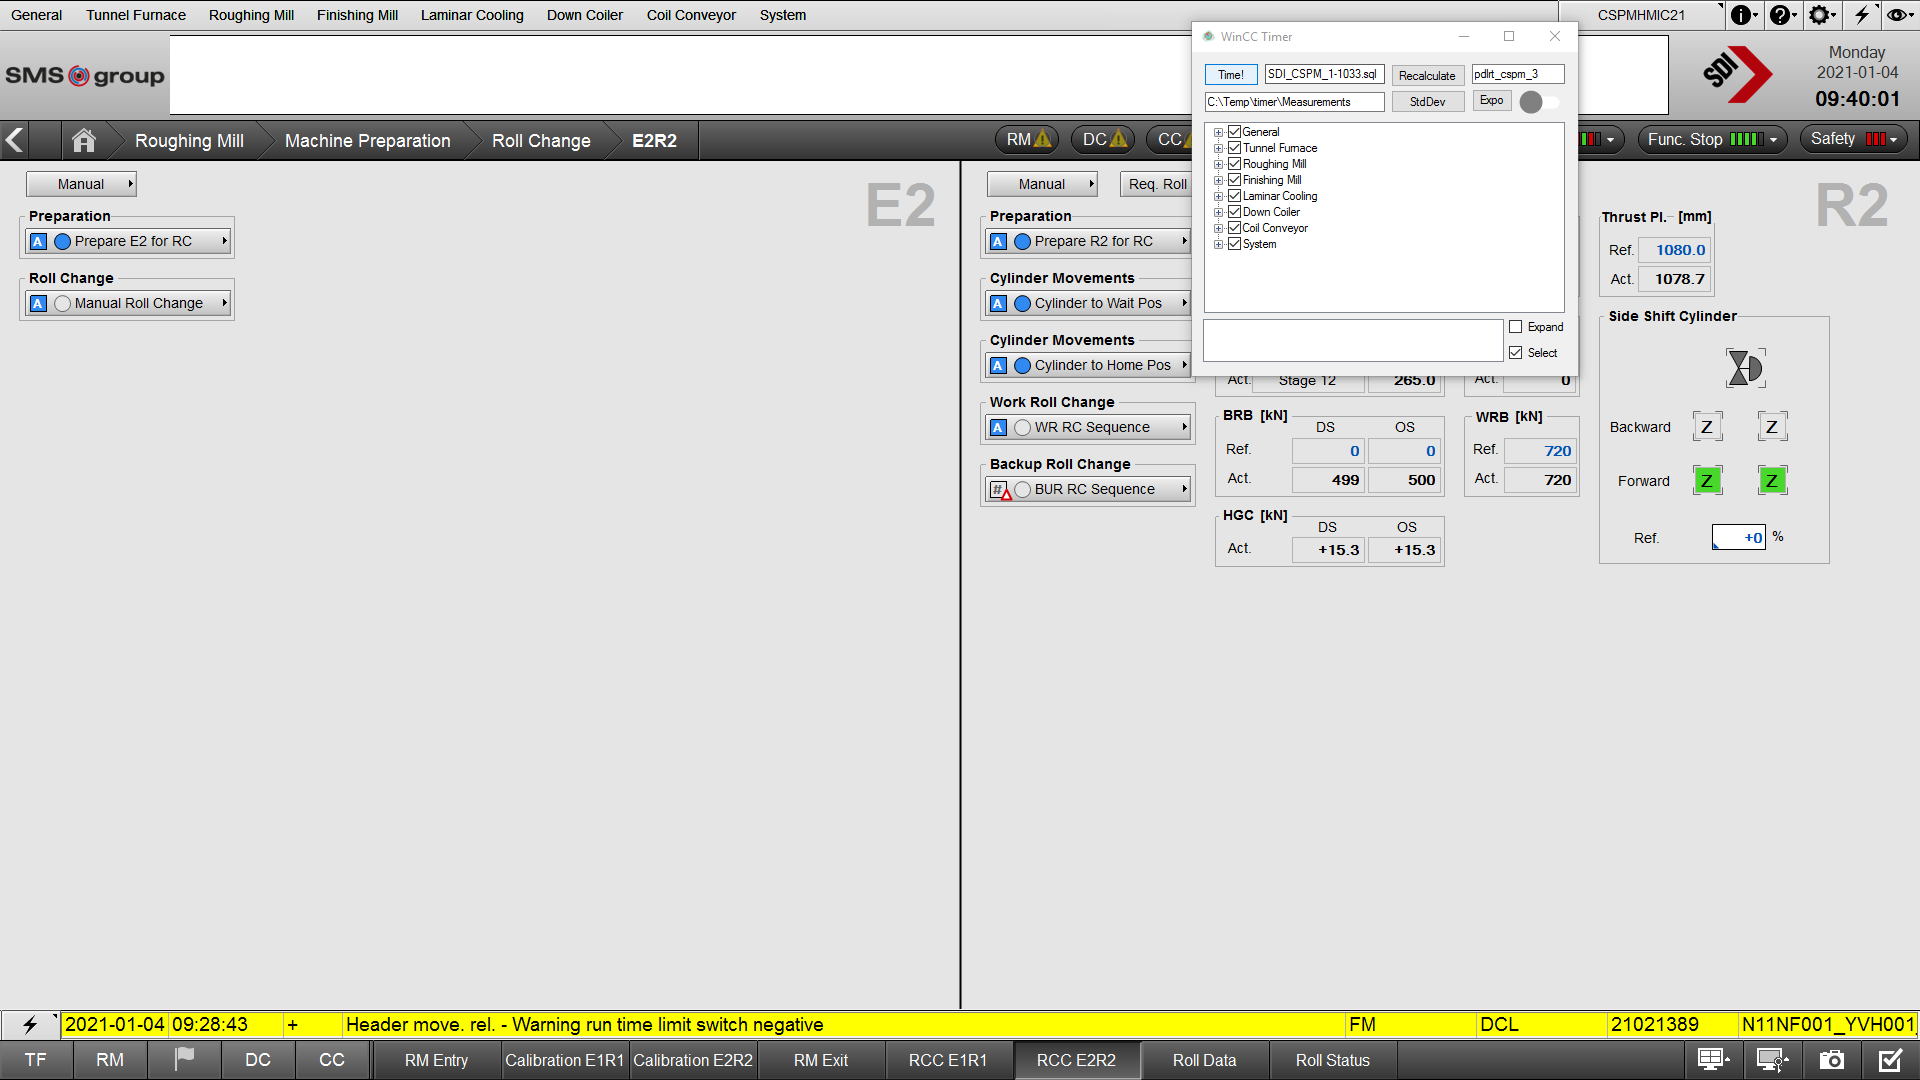 General Tunnel Furnace Roughing Mill Finishing Mill Laminar Cooling Down Coiler Coil Conveyor System CSPMHMIC21
SMS group
SDI
Monday
2021-01-04
09:40:01
WinCC Timer
Time! SDI_CSPM_1-1033.sql Recalculate pdlrt_cspm_3
C:\Temp\timer\Measurements StdDev Expo
General
Tunnel Furnace
Roughing Mill
Finishing Mill
Laminar Cooling
Down Coiler
Coil Conveyor
System
Expand
Select
Roughing Mill Machine Preparation Roll Change E2R2 RM DC CC Func. Stop Safety
Manual E2
Preparation
A Prepare E2 for RC
Roll Change
A Manual Roll Change
Manual Req. Roll R2
Preparation
A Prepare R2 for RC
Cylinder Movements
A Cylinder to Wait Pos
Cylinder Movements
A Cylinder to Home Pos
Work Roll Change
A WR RC Sequence
Backup Roll Change
# BUR RC Sequence
Act. Stage 12 265.0 Act. 0
BRB [kN]
DS OS
Ref. 0 0
Act. 499 500
WRB [kN]
Ref. 720
Act. 720
HGC [kN]
DS OS
Act. +15.3 +15.3
Thrust Pl. [mm]
Ref. 1080.0
Act. 1078.7
Side Shift Cylinder
Backward Z Z
Forward Z Z
Ref. +0 %
2021-01-04 09:28:43 + Header move. rel. - Warning run time limit switch negative FM DCL 21021389 N11NF001_YVH001
TF RM DC CC RM Entry Calibration E1R1 Calibration E2R2 RM Exit RCC E1R1 RCC E2R2 Roll Data Roll Status